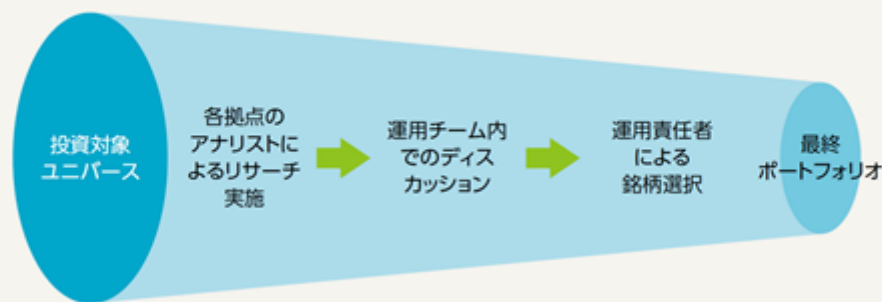 投資対象
ユニバース
各拠点の
アナリストに
よるリサーチ
実施
運用チーム内
でのディス
カッション
運用責任者
による
銘柄選択
最終
ポートフォリオ